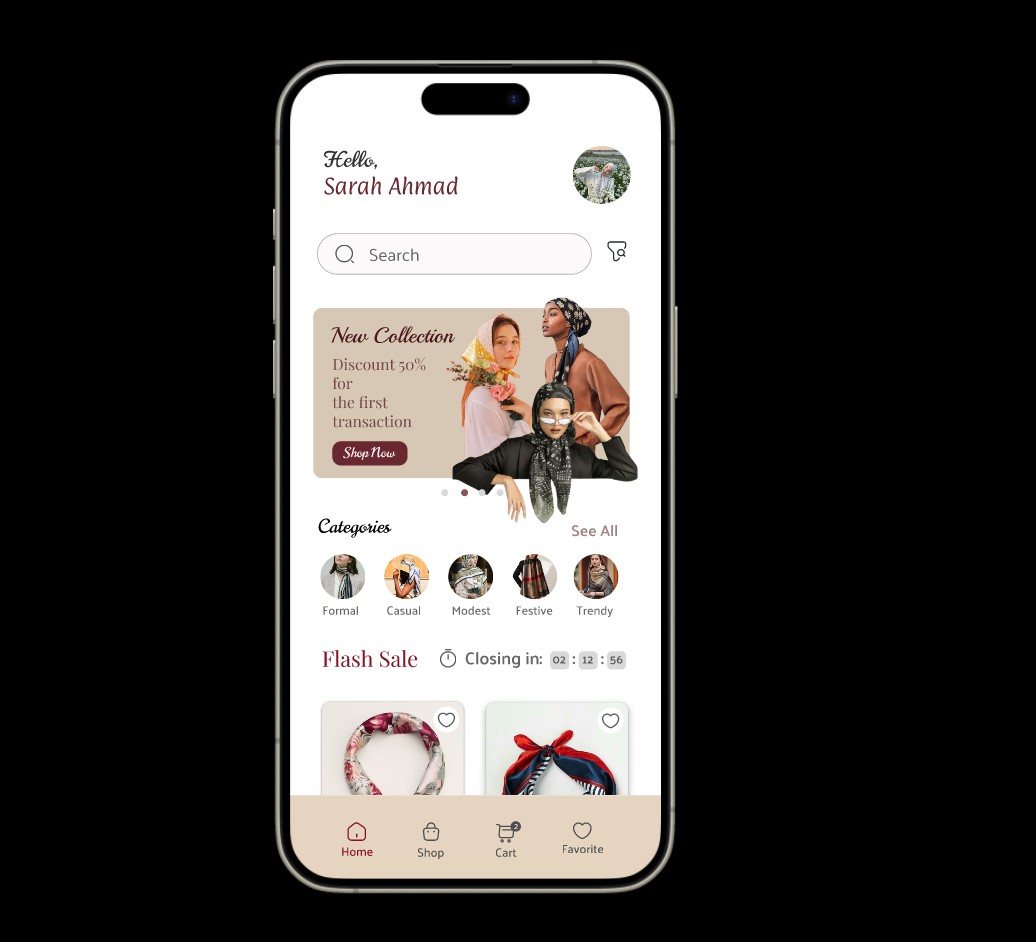 Hello,
Sarah Ahmad
Search
New Collection
Discount 50%
for
the first
transaction
Shop Now
Categories
See All
Formal Casual Modest Festive Trendy
Flash Sale Closing in: 02 : 12 : 56
2
Home Shop Cart Favorite